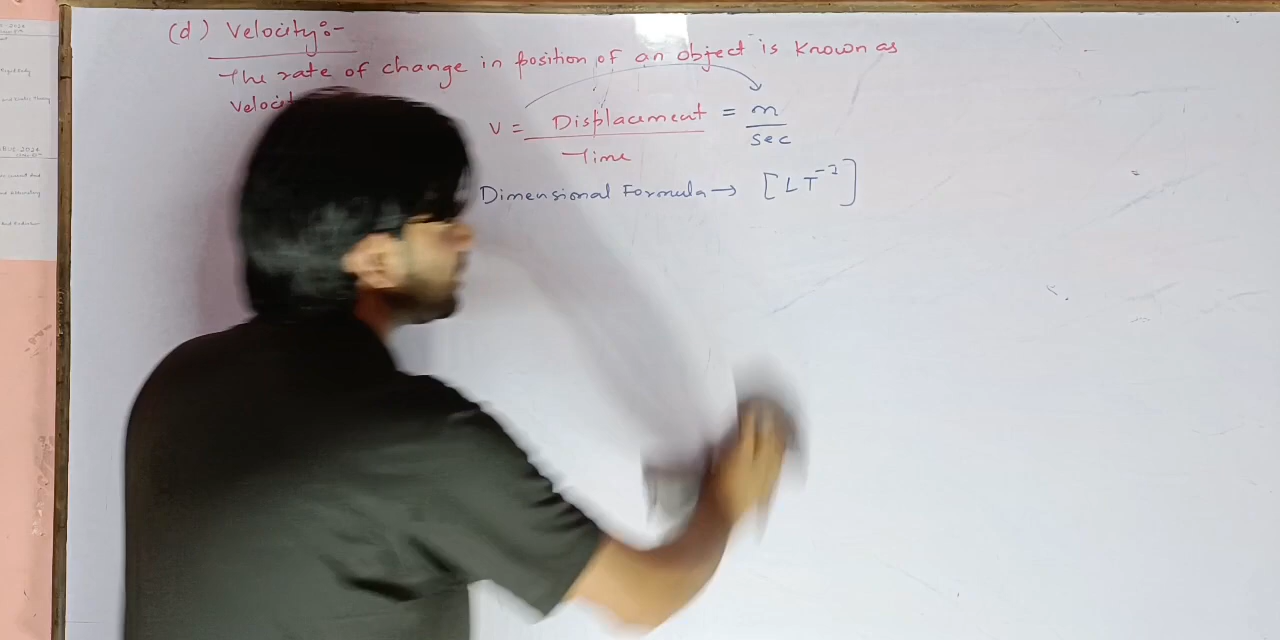 (d) Velocity:-
The rate of change in position of an object is known as
V = Displacement / Time = m / sec
Dimensional Formula → [LT⁻¹]